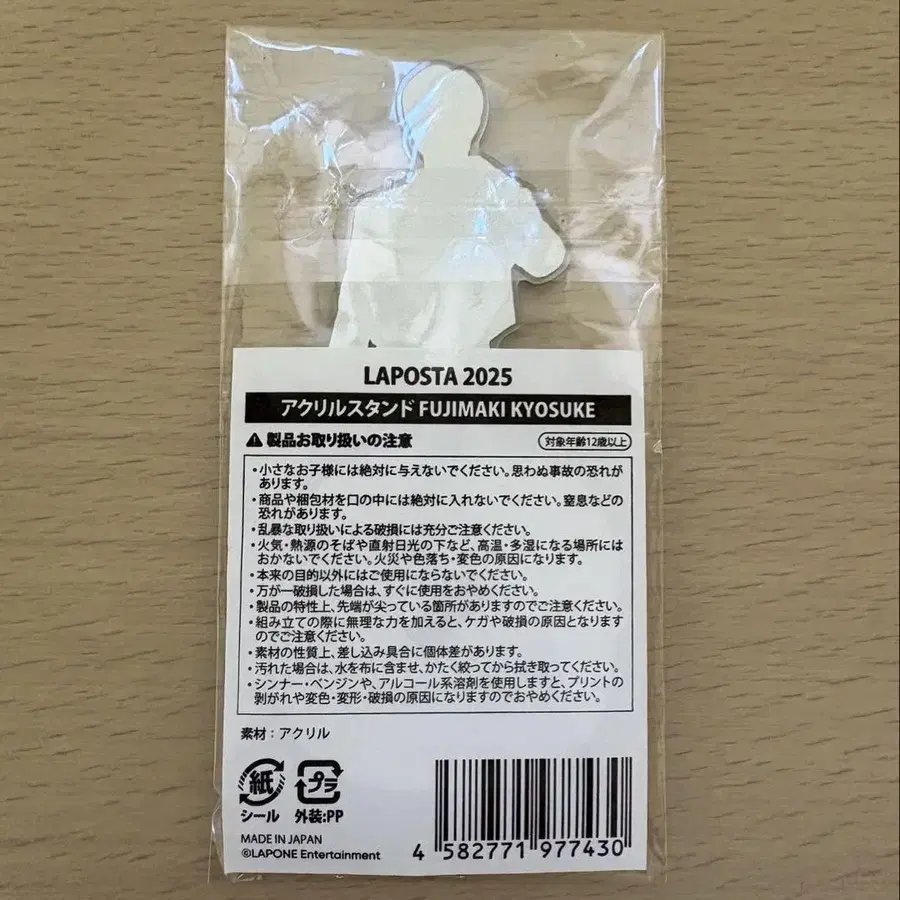 LAPOSTA 2025
アクリルスタンド FUJIMAKI KYOSUKE
製品お取り扱いの注意
対象年齢12歳以上
・小さなお子様には絶対に与えないでください。思わぬ事故の恐れが
あります。
・商品や梱包材を口の中には絶対に入れないでください。窒息などの
恐れがあります。
・乱暴な取り扱いによる破損には充分ご注意ください。
・火気・熱源のそばや直射日光の下など、高温・多湿になる場所には
おかないでください。火災や色落ち・変色の原因になります。
・本来の目的以外にはご使用にならないでください。
・万が一破損した場合は、すぐに使用をおやめください。
・製品の特性上、先端が尖っている箇所がありますのでご注意ください。
・組み立ての際に無理な力を加えると、ケガや破損の原因となります
のでご注意ください。
・素材の性質上、差し込み具合に個体差があります。
・汚れた場合は、水を布に含ませ、かたく絞ってから拭き取ってください。
・シンナー・ベンジンや、アルコール系溶剤を使用しますと、プリントの
剥がれや変色・変形・破損の原因になりますのでおやめください。
素材：アクリル
紙
プラ
シール
外装:PP
MADE IN JAPAN
©LAPONE Entertainment
4 582771 977430